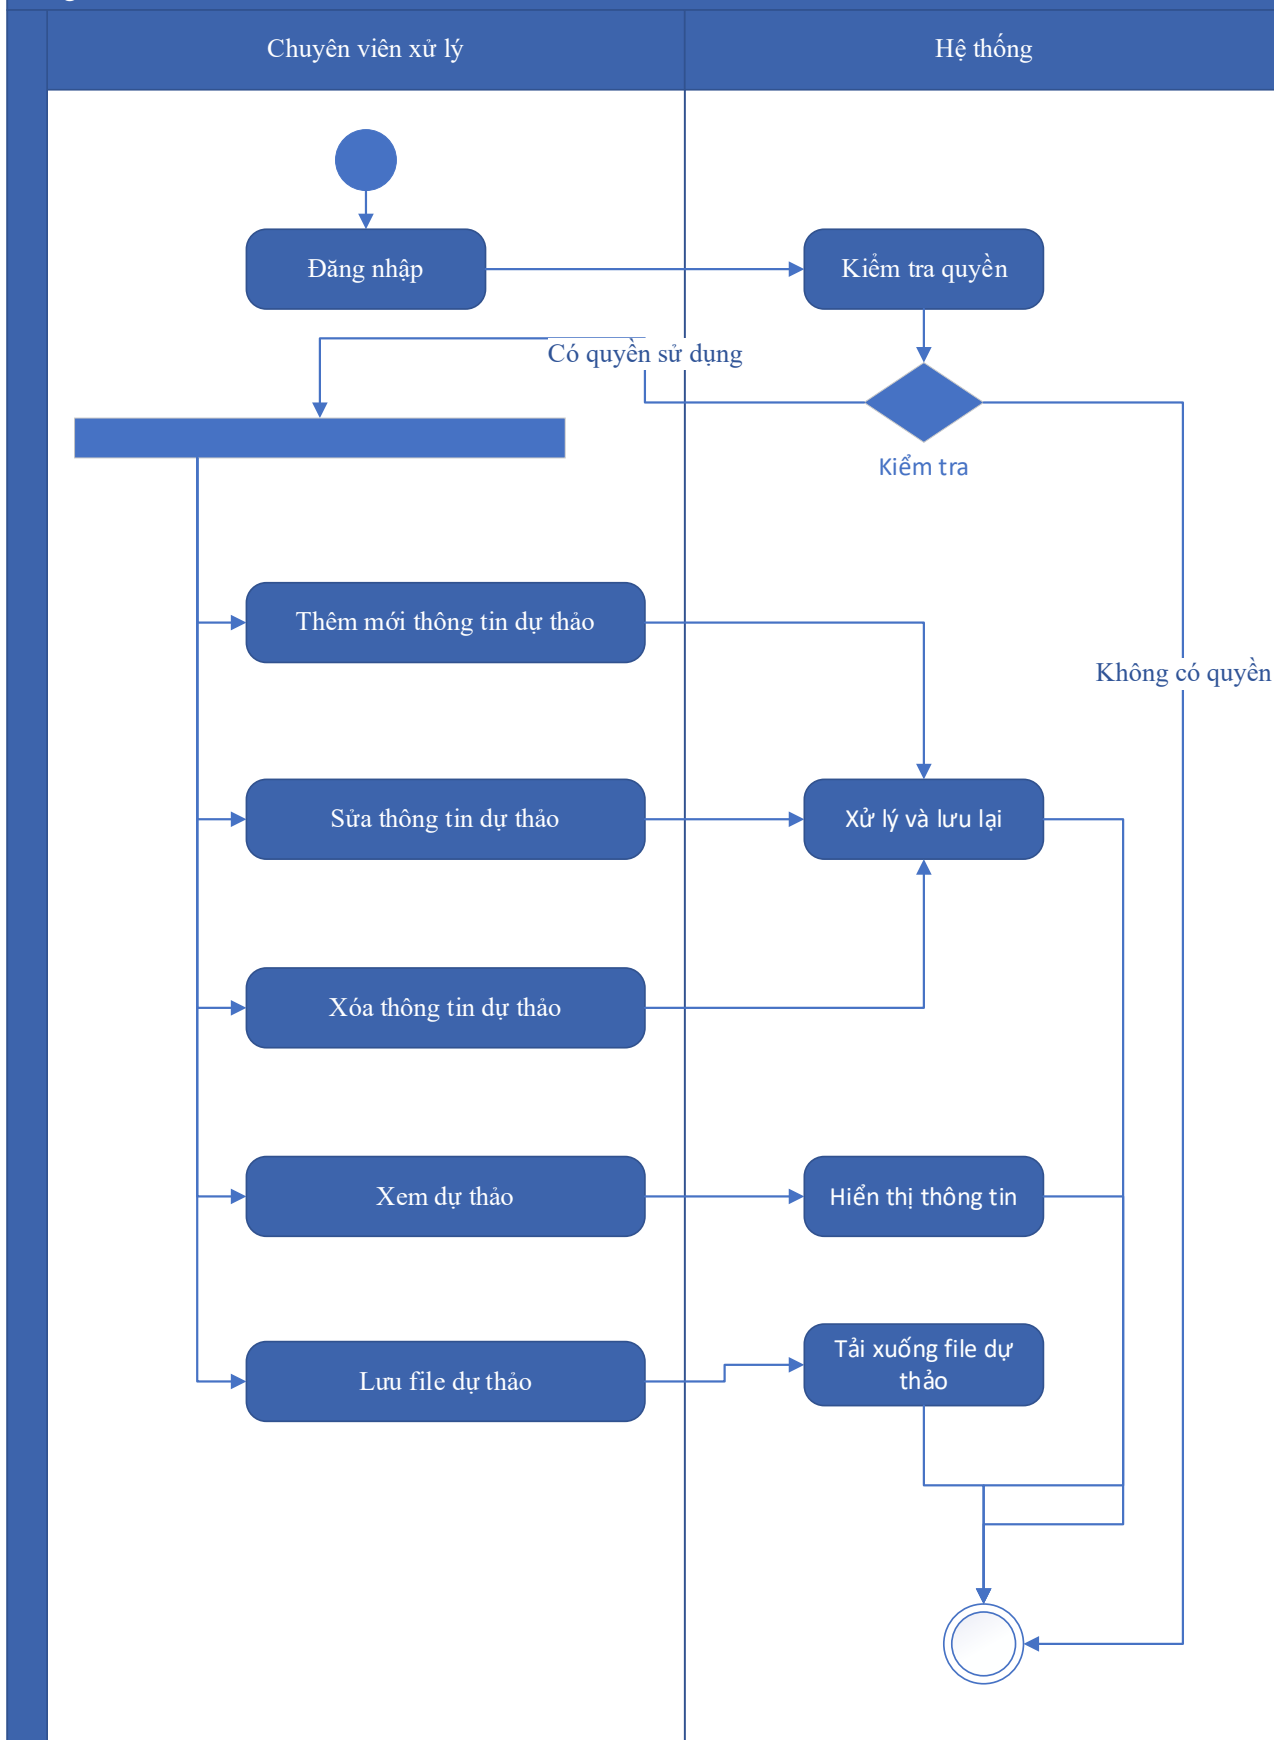 Chuyên viên xử lý
Hệ thống
Đăng nhập
Kiểm tra quyền
Có quyền sử dụng
Kiểm tra
Thêm mới thông tin dự thảo
Không có quyền
Sửa thông tin dự thảo
Xử lý và lưu lại
Xóa thông tin dự thảo
Xem dự thảo
Hiển thị thông tin
Lưu file dự thảo
Tải xuống file dự
thảo